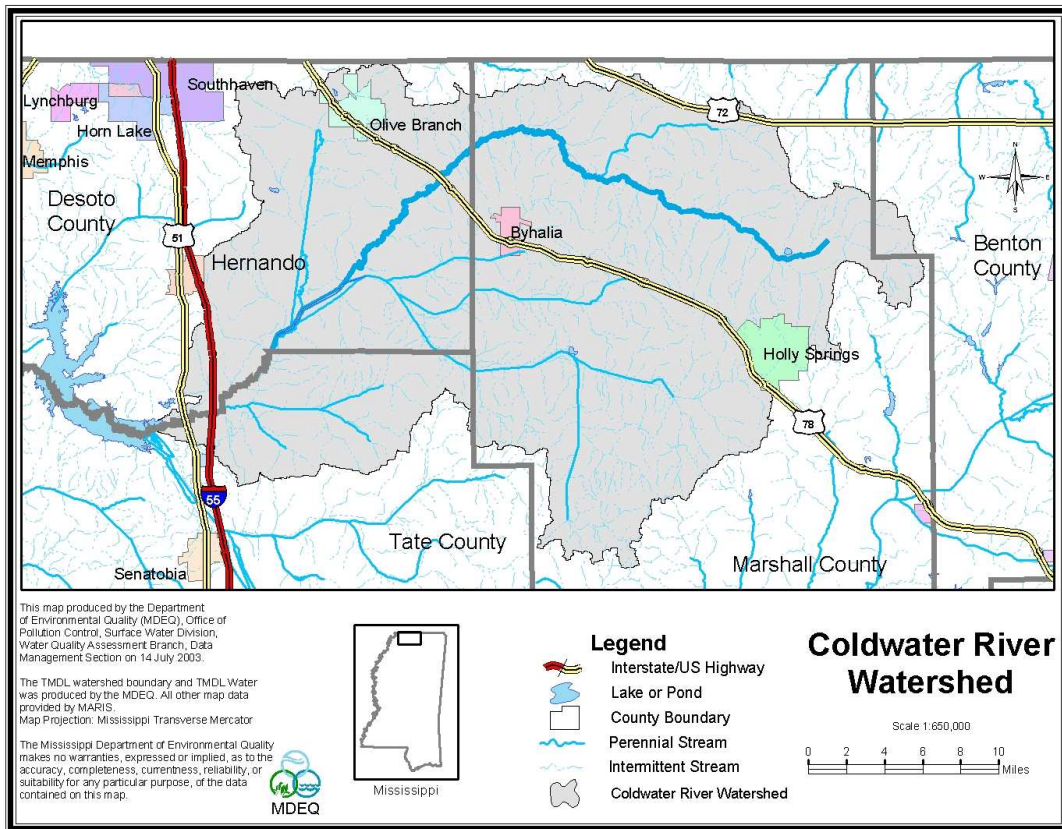 Southhaven
Lynchburg
Horn Lake
Olive Branch
72
Memphis
Desoto
County
51
Byhalia
Hernando
Benton
County
N
W
E
S
Holly Springs
78
55
Tate County
Marshall County
Senatobia
This map produced by the Department
of Environmental Quality (MDEQ), Office of
Pollution Control, Surface Water Division,
Water Quality Assessment Branch, Data
Management Section on 14 July 2003.
The TMDL watershed boundary and TMDL Water
was produced by the MDEQ. All other map data
provided by MARIS.
Map Projection: Mississippi Transverse Mercator
The Mississippi Department of Environmental Quality
makes no warranties, expressed or implied, as to the
accuracy, completeness, currentness, reliability, or
suitability for any particular purpose, of the data
contained on this map.
MDEQ
Mississippi
Legend
Interstate/US Highway
Lake or Pond
County Boundary
Perennial Stream
Intermittent Stream
Coldwater River Watershed
Coldwater River
Watershed
Scale 1:650,000
0 2 4 6 8 10
Miles